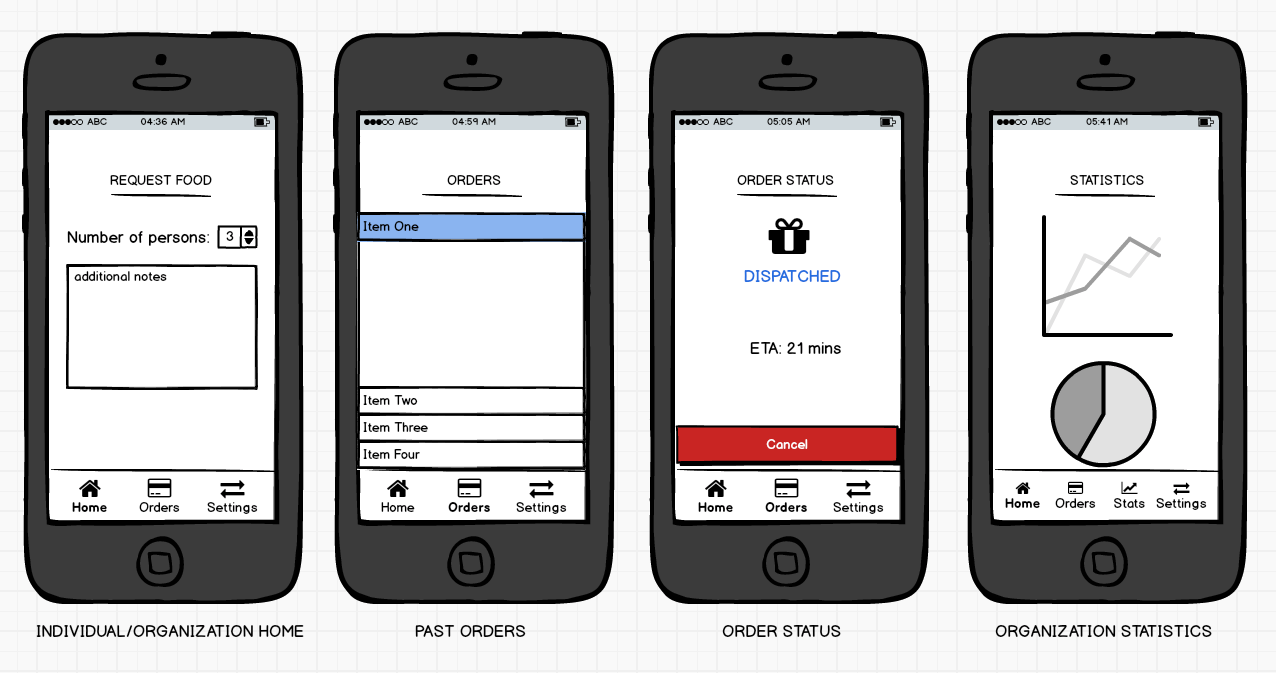 ABC 04:36 AM
REQUEST FOOD
Number of persons: 3
additional notes
Home Orders Settings
INDIVIDUAL/ORGANIZATION HOME
ABC 04:59 AM
ORDERS
Item One
Item Two
Item Three
Item Four
Home Orders Settings
PAST ORDERS
ABC 05:05 AM
ORDER STATUS
DISPATCHED
ETA: 21 mins
Cancel
Home Orders Settings
ORDER STATUS
ABC 05:41 AM
STATISTICS
Home Orders Stats Settings
ORGANIZATION STATISTICS